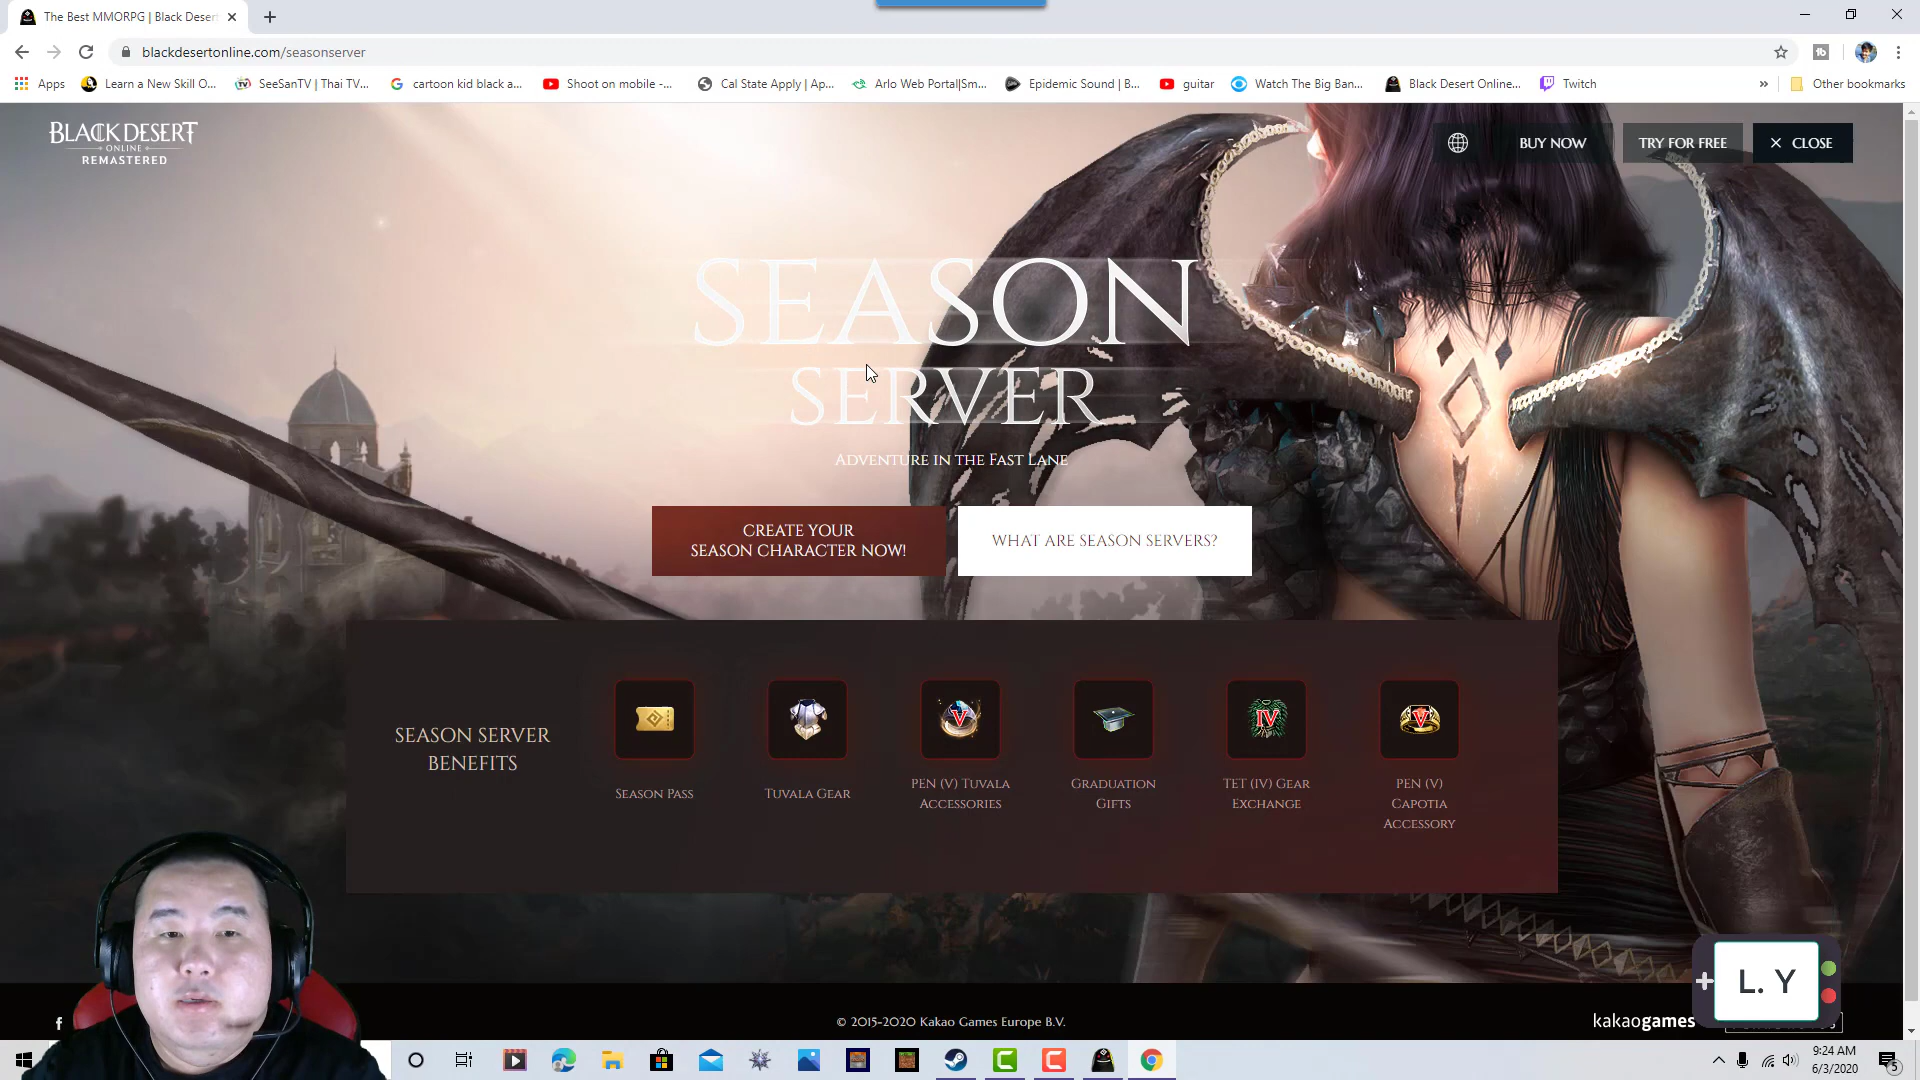 The Best MMORPG | Black Deser
blackdesertonline.com/seasonserver
Apps
Learn a New Skill O...
SeeSanTV | Thai TV...
cartoon kid black a...
Shoot on mobile -...
Cal State Apply | Ap...
Arlo Web Portal|Sm...
Epidemic Sound | B...
guitar
Watch The Big Ban...
Black Desert Online...
Twitch
»
Other bookmarks
BLACK DESERT
ONLINE
REMASTERED
BUY NOW
TRY FOR FREE
CLOSE
SEASON
SERVER
ADVENTURE IN THE FAST LANE
CREATE YOUR
SEASON CHARACTER NOW!
WHAT ARE SEASON SERVERS?
SEASON SERVER
BENEFITS
SEASON PASS
TUVALA GEAR
V
PEN (V) TUVALA
ACCESSORIES
GRADUATION
GIFTS
IV
TET (IV) GEAR
EXCHANGE
V
PEN (V)
CAPOTIA
ACCESSORY
L. Y
© 2015-2020 Kakao Games Europe B.V.
kakaogames
9:24 AM
6/3/2020
5